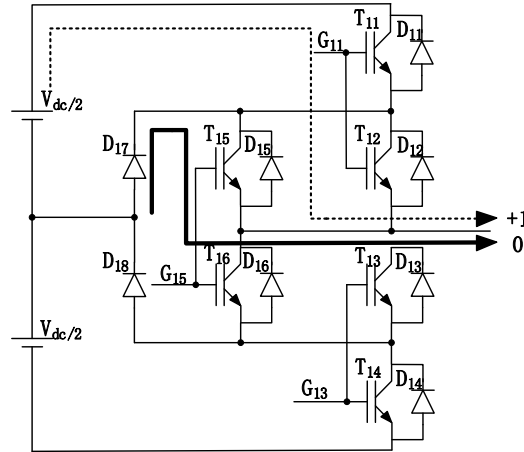 T11
D11
G11
Vdc/2
T15
D15
T12
D12
D17
+1
0
D18
G15
T16
D16
T13
D13
Vdc/2
T14
D14
G13